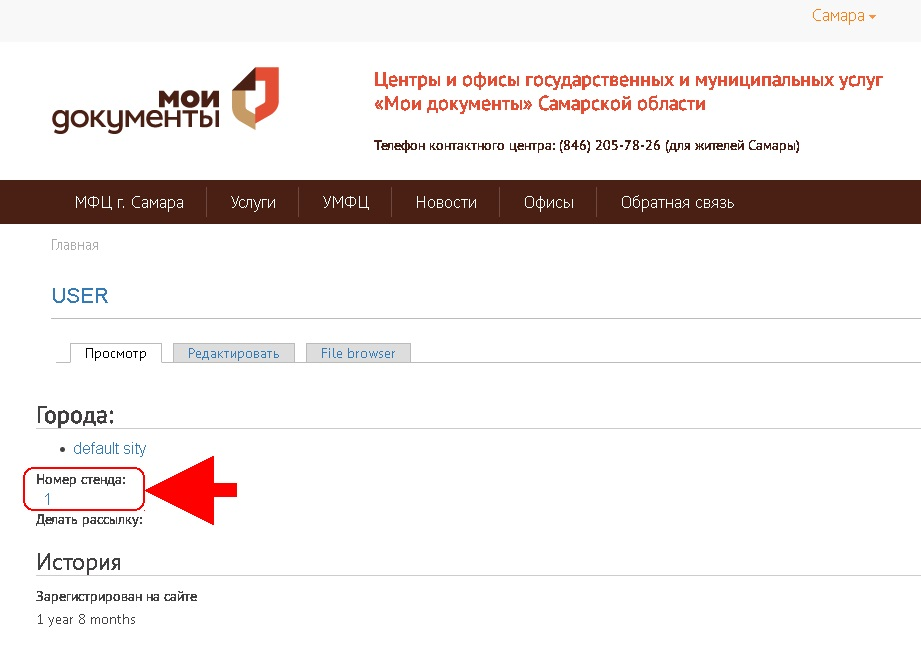 Самара
мои
документы
Центры и офисы государственных и муниципальных услуг
«Мои документы» Самарской области
Телефон контактного центра: (846) 205-78-26 (для жителей Самары)
МФЦ г. Самара Услуги УМФЦ Новости Офисы Обратная связь
Главная
USER
Просмотр Редактировать File browser
Города:
• default sity
Номер стенда:
1
Делать рассылку:
История
Зарегистрирован на сайте
1 year 8 months